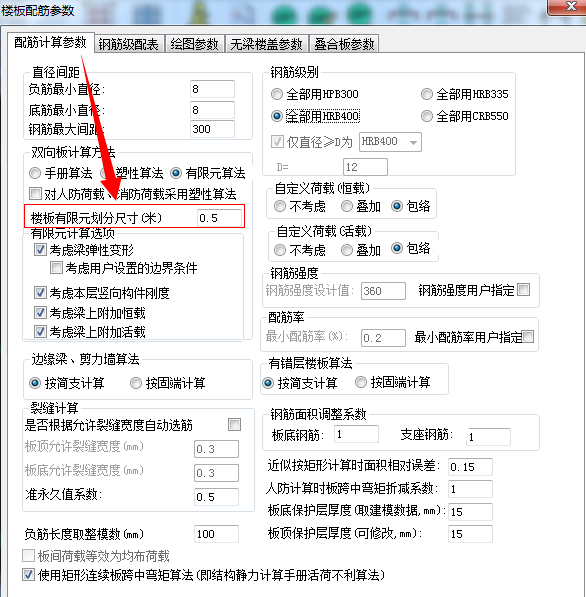 楼板配筋参数
配筋计算参数 钢筋级配表 绘图参数 无梁楼盖参数 叠合板参数
直径间距
负筋最小直径: 8
底筋最小直径: 8
钢筋最大间距: 300
双向板计算方法
手册算法 塑性算法 有限元算法
对人防荷载、消防荷载采用塑性算法
楼板有限元划分尺寸(米) 0.5
有限元计算选项
考虑梁弹性变形
考虑用户设置的边界条件
考虑本层竖向构件刚度
考虑梁上附加恒载
考虑梁上附加活载
边缘梁、剪力墙算法
按简支计算 按固端计算
裂缝计算
是否根据允许裂缝宽度自动选筋
板顶允许裂缝宽度(mm) 0.3
板底允许裂缝宽度(mm) 0.3
准永久值系数: 0.5
负筋长度取整模数(mm) 100
板间荷载等效为均布荷载
使用矩形连续板跨中弯矩算法(即结构静力计算手册活荷不利算法)
钢筋级别
全部用HPB300 全部用HRB335
全部用HRB400 全部用CRB550
仅直径≥D为 HRB400
D= 12
自定义荷载(恒载)
不考虑 叠加 包络
自定义荷载(活载)
不考虑 叠加 包络
钢筋强度
钢筋强度设计值: 360 钢筋强度用户指定
配筋率
最小配筋率(%): 0.2 最小配筋率用户指定
有错层楼板算法
按简支计算 按固端计算
钢筋面积调整系数
板底钢筋: 1 支座钢筋: 1
近似按矩形计算时面积相对误差: 0.15
人防计算时板跨中弯矩折减系数: 1
板底保护层厚度(取建模数据,mm): 15
板顶保护层厚度(可修改,mm): 15